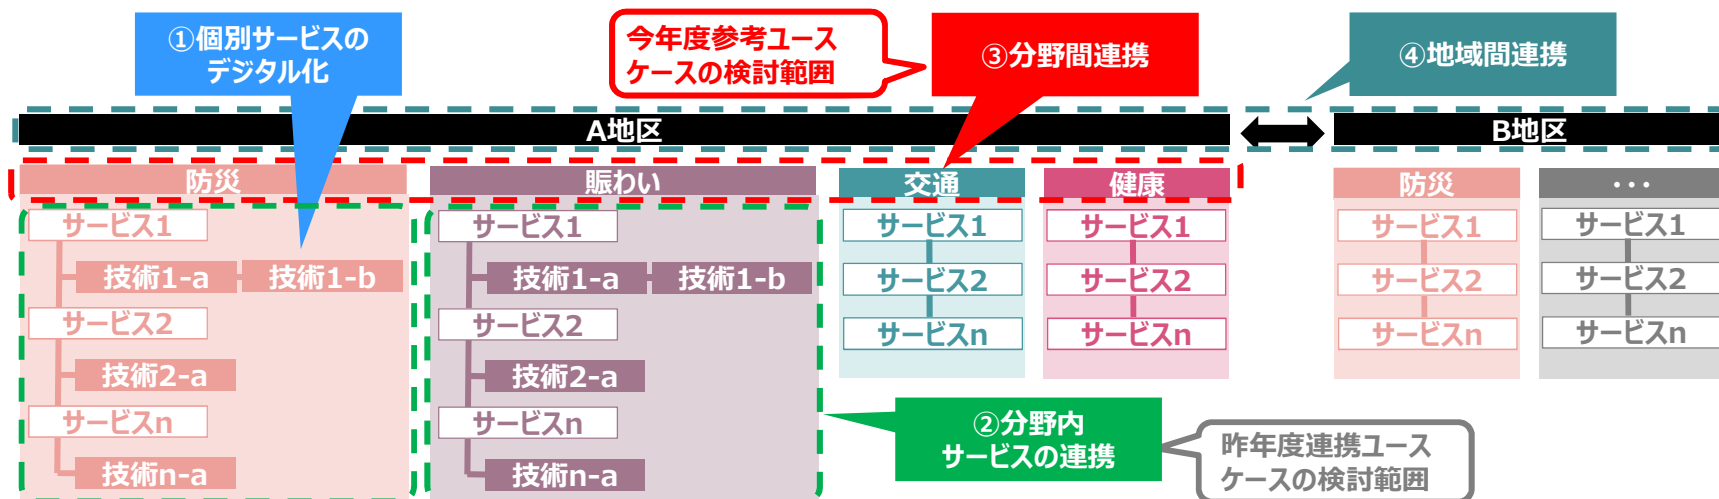 ①個別サービスの
デジタル化
今年度参考ユース
ケースの検討範囲
③分野間連携
④地域間連携
A地区
B地区
防災
サービス1
技術1-a
技術1-b
サービス2
技術2-a
サービスn
技術n-a
賑わい
サービス1
技術1-a
技術1-b
サービス2
技術2-a
サービスn
技術n-a
交通
サービス1
サービス2
サービスn
健康
サービス1
サービス2
サービスn
防災
サービス1
サービス2
サービスn
・・・
サービス1
サービス2
サービスn
②分野内
サービスの連携
昨年度連携ユース
ケースの検討範囲